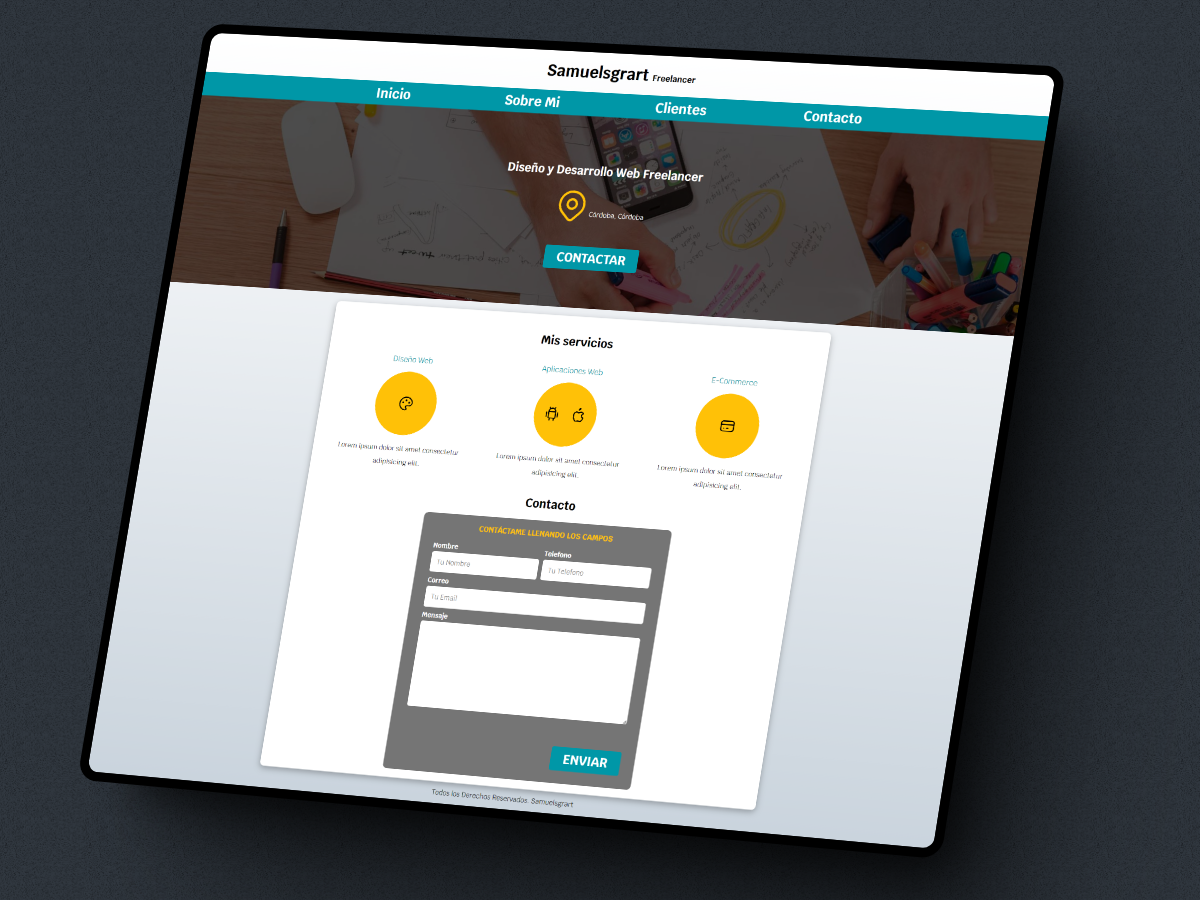 Samuelsgrart Freelancer
Inicio Sobre Mi Clientes Contacto
Diseño y Desarrollo Web Freelancer
Córdoba, Córdoba
CONTACTAR
Mis servicios
Diseño Web
Aplicaciones Web
E-Commerce
Lorem ipsum dolor sit amet consectetur
adipisicing elit.
Lorem ipsum dolor sit amet consectetur
adipisicing elit.
Lorem ipsum dolor sit amet consectetur
adipisicing elit.
Contacto
CONTÁCTAME LLENANDO LOS CAMPOS
Nombre
Tu Nombre
Telefono
Tu Telefono
Correo
Tu Email
Mensaje
ENVIAR
Todos los Derechos Reservados. Samuelsgrart